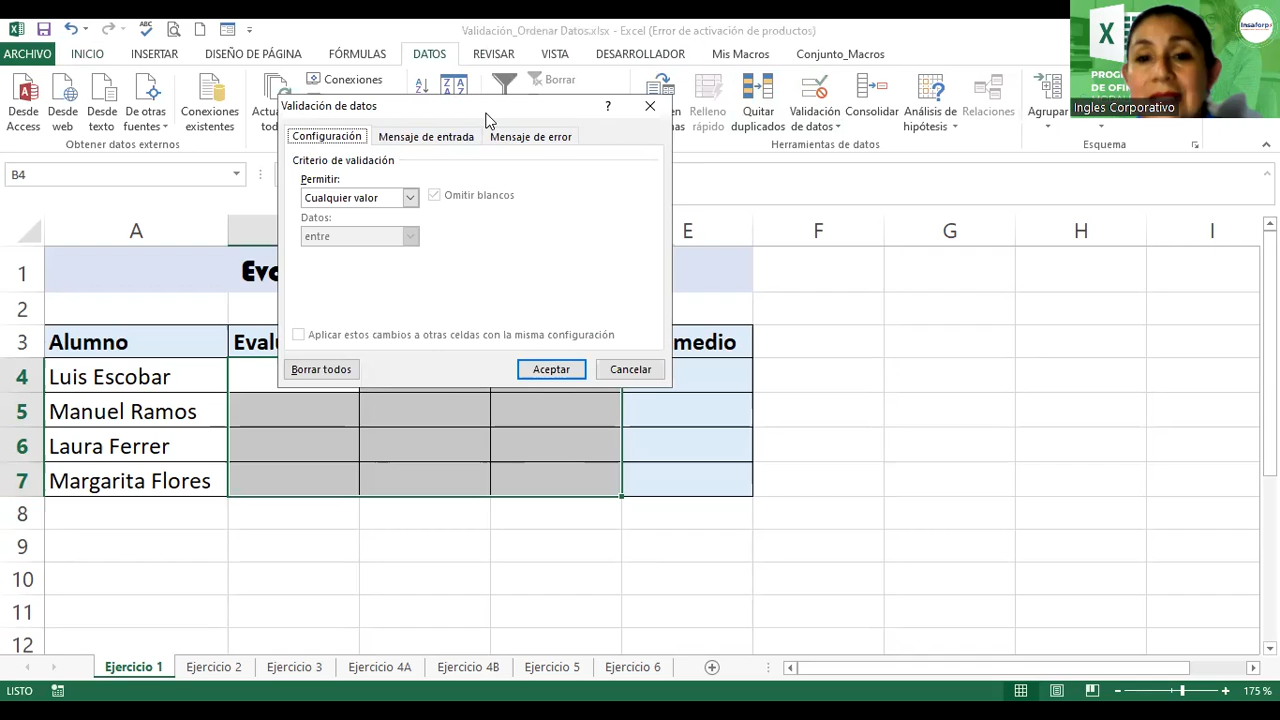 Validación_Ordenar Datos.xlsx - Excel (Error de activación de productos)
ARCHIVO INICIO INSERTAR DISEÑO DE PÁGINA FÓRMULAS DATOS REVISAR VISTA DESARROLLADOR Mis Macros Conjunto_Macros
Desde Access
Desde web
Desde texto
De otras fuentes
Conexiones existentes
Obtener datos externos
Conexiones
Borrar
Relleno rápido
Quitar duplicados
Validación de datos
Consolidar
Análisis de hipótesis
Relaciones
Herramientas de datos
Agrupar
Esquema
Insaforp
Ingles Corporativo
B4
Validación de datos ?
Configuración Mensaje de entrada Mensaje de error
Criterio de validación
Permitir:
Cualquier valor Omitir blancos
Datos:
entre
Aplicar estos cambios a otras celdas con la misma configuración
Borrar todos Aceptar Cancelar
A E F G H I
1
2
3 Alumno
4 Luis Escobar
5 Manuel Ramos
6 Laura Ferrer
7 Margarita Flores
8
9
10
11
12
Ejercicio 1 Ejercicio 2 Ejercicio 3 Ejercicio 4A Ejercicio 4B Ejercicio 5 Ejercicio 6
LISTO 175 %